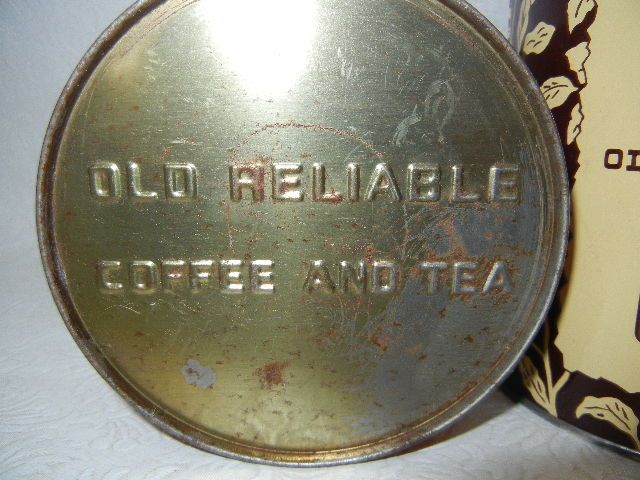 OLD RELIABLE
COFFEE AND TEA